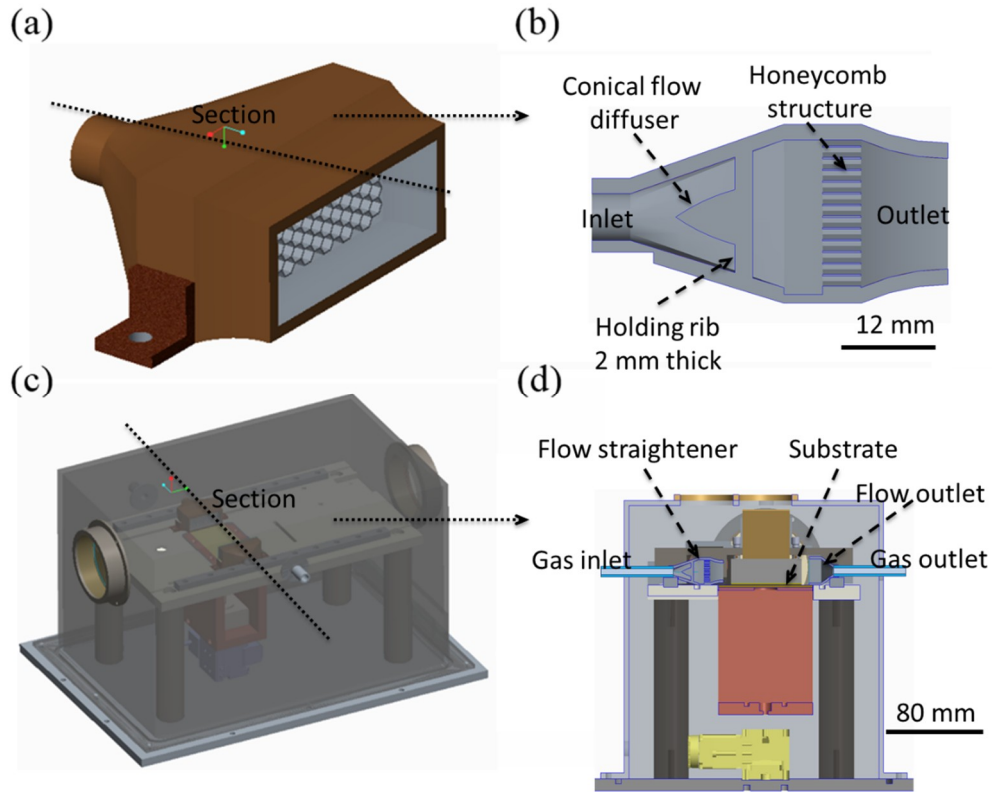 (a)
Section
(b)
Conical flow
diffuser
Honeycomb
structure
Inlet
Outlet
Holding rib
2 mm thick
12 mm
(c)
Section
(d)
Flow straightener
Substrate
Flow outlet
Gas inlet
Gas outlet
80 mm